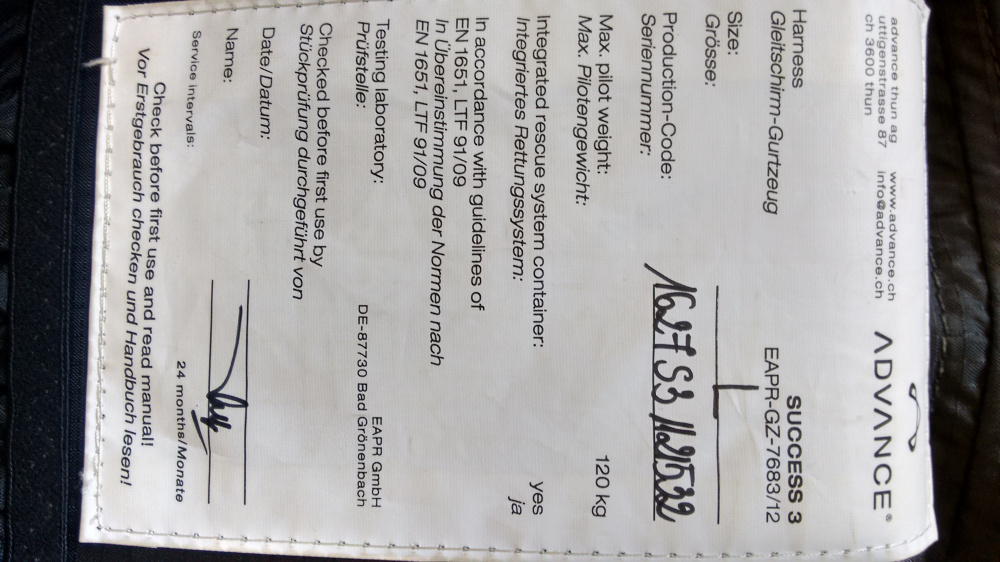 advance thun ag www.advance.ch
uttigenstrasse 87 info@advance.ch
ch 3600 thun
ADVANCE®
Harness SUCCESS 3
Gleitschirm-Gurtzeug EAPR-GZ-7683/12
Size:
Grösse:
Production-Code:
Seriennummer:
Max. pilot weight: 120 kg
Max. Pilotengewicht:
Integrated rescue system container: yes
Integriertes Rettungssystem: ja
In accordance with guidelines of
EN 1651, LTF 91/09
In Übereinstimmung der Normen nach
EN 1651, LTF 91/09
Testing laboratory: EAPR GmbH
Prüfstelle: DE-87730 Bad Grönenbach
Checked before first use by
Stückprüfung durchgeführt von
Date/Datum:
Name:
Service intervals: 24 months/Monate
Check before first use and read manual!
Vor Erstgebrauch checken und Handbuch lesen!